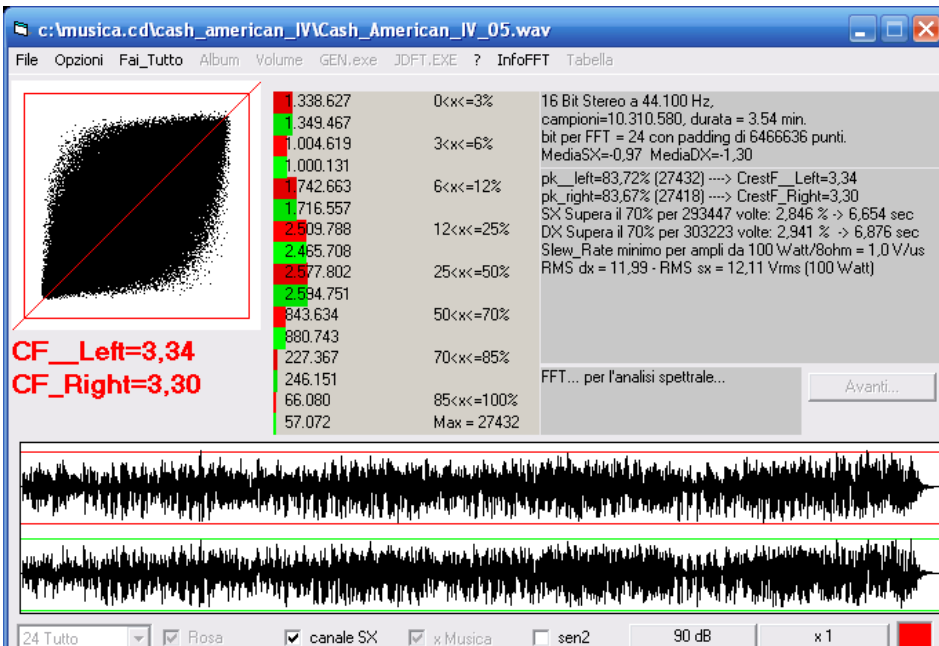 c:\musica.cd\cash_american_IV\Cash_American_IV_05.wav
File Opzioni Fai_Tutto Album Volume GEN.exe JDFT.EXE ? InfoFFT Tabella
1.338.627 0<x<=3%
1.349.467
1.004.619 3<x<=6%
1.000.131
1.742.663 6<x<=12%
1.716.557
2.509.788 12<x<=25%
2.465.708
2.577.802 25<x<=50%
2.594.751
843.634 50<x<=70%
880.743
227.367 70<x<=85%
246.151
66.080 85<x<=100%
57.072 Max = 27432
16 Bit Stereo a 44.100 Hz,
campioni=10.310.580, durata = 3.54 min.
bit per FFT = 24 con padding di 6466636 punti.
MediaSX=-0,97 MediaDX=-1,30
pk__left=83,72% (27432) ----> CrestF__Left=3,34
pk_right=83,67% (27418) ----> CrestF_Right=3,30
SX Supera il 70% per 293447 volte: 2,846 % -> 6,654 sec
DX Supera il 70% per 303223 volte: 2,941 % -> 6,876 sec
Slew_Rate minimo per ampli da 100 Watt/8ohm = 1,0 V/us
RMS dx = 11,99 - RMS sx = 12,11 Vrms (100 Watt)
CF__Left=3,34
CF_Right=3,30
FFT... per l'analisi spettrale...
Avanti...
24 Tutto Rosa canale SX x Musica sen2 90 dB x 1